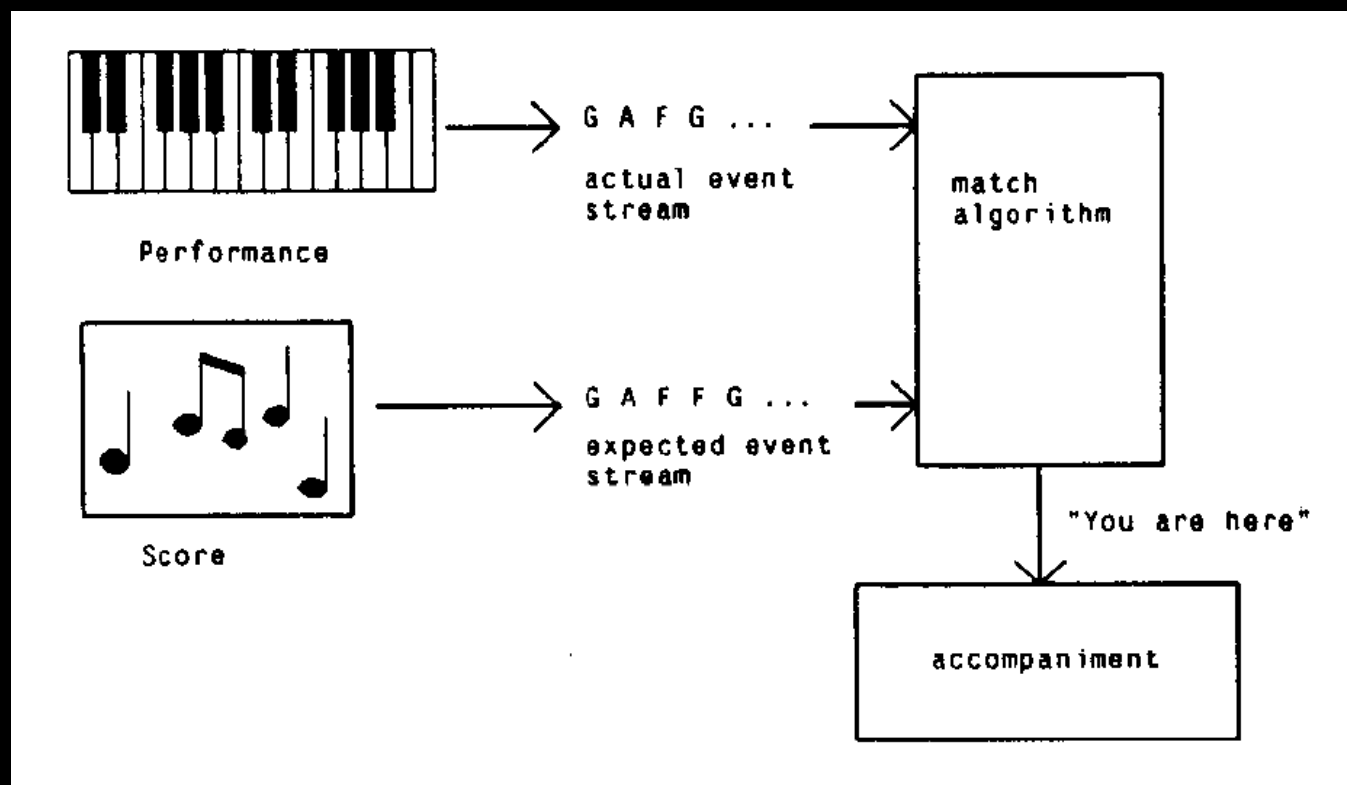 G A F G ...
actual event
stream
Performance
match
algorithm
G A F F G ...
expected event
stream
Score
"You are here"
accompaniment